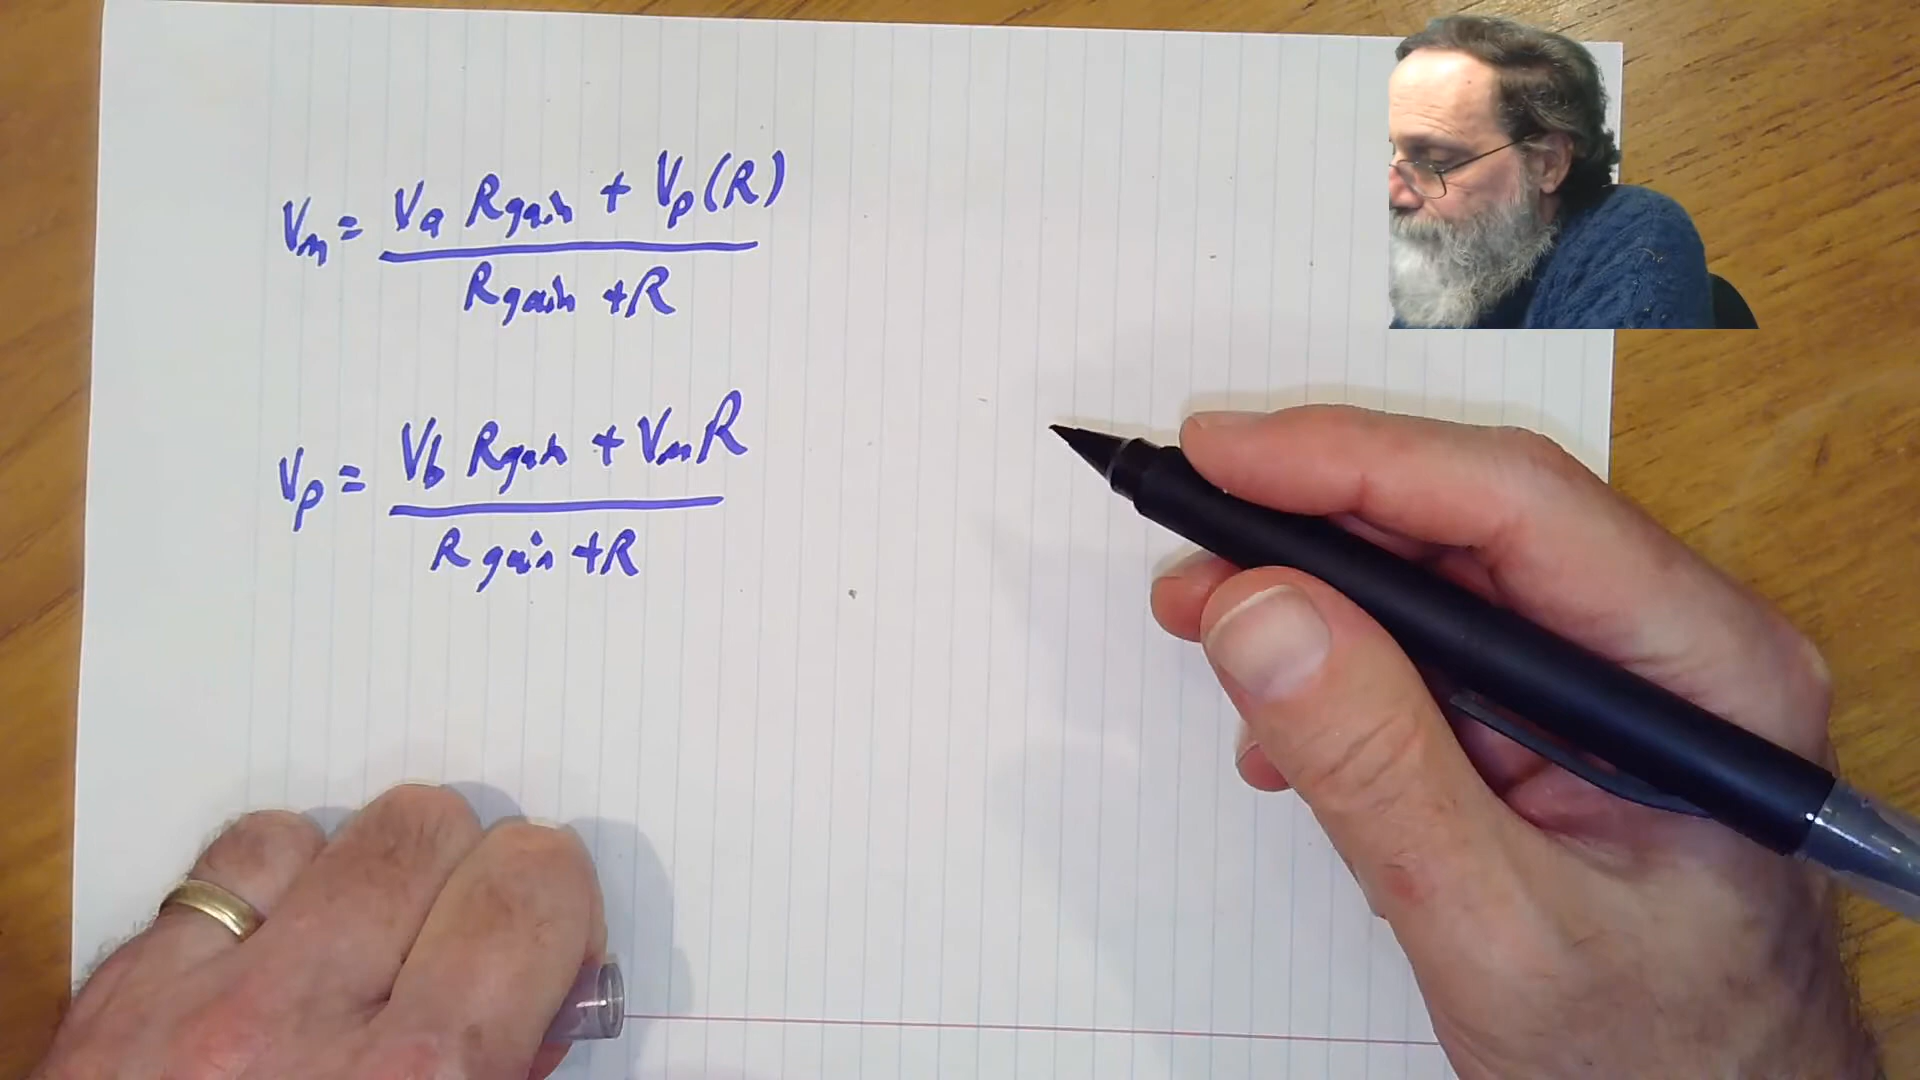 Vm = Va Rgain + Vp(R)
Rgain + R
Vp = Vb Rgain + Vm R
Rgain + R